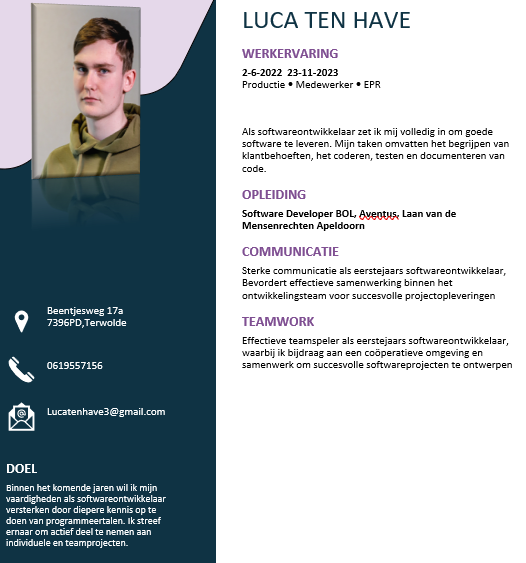 LUCA TEN HAVE
WERKERVARING
2-6-2022 23-11-2023
Productie • Medewerker • EPR
Als softwareontwikkelaar zet ik mij volledig in om goede
software te leveren. Mijn taken omvatten het begrijpen van
klantbehoeften, het coderen, testen en documenteren van
code.
OPLEIDING
Software Developer BOL, Aventus, Laan van de
Mensenrechten Apeldoorn
COMMUNICATIE
Sterke communicatie als eerstejaars softwareontwikkelaar,
Bevordert effectieve samenwerking binnen het
ontwikkelingsteam voor succesvolle projectopleveringen
TEAMWORK
Effectieve teamspeler als eerstejaars softwareontwikkelaar,
waarbij ik bijdraag aan een coöperatieve omgeving en
samenwerk om succesvolle softwareprojecten te ontwerpen
Beentjesweg 17a
7396PD,Terwolde
0619557156
Lucatenhave3@gmail.com
DOEL
Binnen het komende jaren wil ik mijn
vaardigheden als softwareontwikkelaar
versterken door diepere kennis op te
doen van programmeertalen. Ik streef
ernaar om actief deel te nemen aan
individuele en teamprojecten.